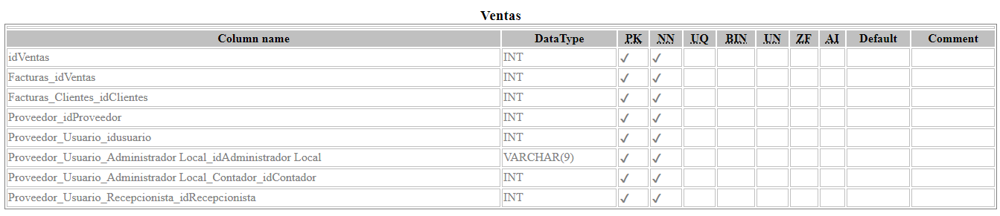 Ventas
Column name DataType PK NN UQ BIN UN ZF AI Default Comment
idVentas INT ✓ ✓
Facturas_idVentas INT ✓ ✓
Facturas_Clientes_idClientes INT ✓ ✓
Proveedor_idProveedor INT ✓ ✓
Proveedor_Usuario_idusuario INT ✓ ✓
Proveedor_Usuario_Administrador Local_idAdministrador Local VARCHAR(9) ✓ ✓
Proveedor_Usuario_Administrador Local_Contador_idContador INT ✓ ✓
Proveedor_Usuario_Recepcionista_idRecepcionista INT ✓ ✓